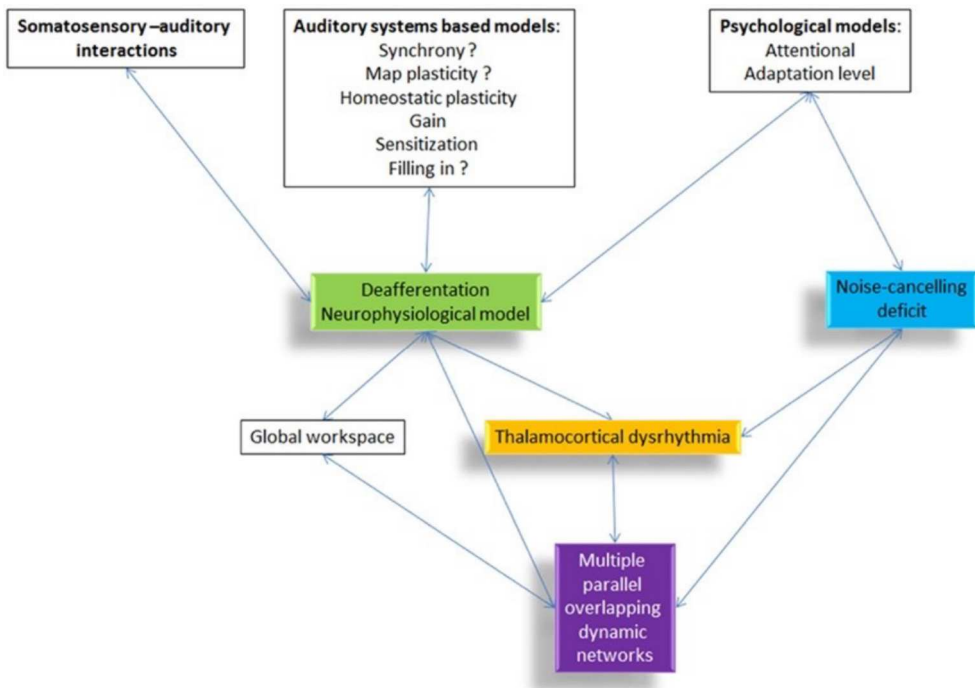 Somatosensory –auditory
interactions
Auditory systems based models:
Synchrony ?
Map plasticity ?
Homeostatic plasticity
Gain
Sensitization
Filling in ?
Psychological models:
Attentional
Adaptation level
Deafferentation
Neurophysiological model
Noise-cancelling
deficit
Global workspace
Thalamocortical dysrhythmia
Multiple
parallel
overlapping
dynamic
networks